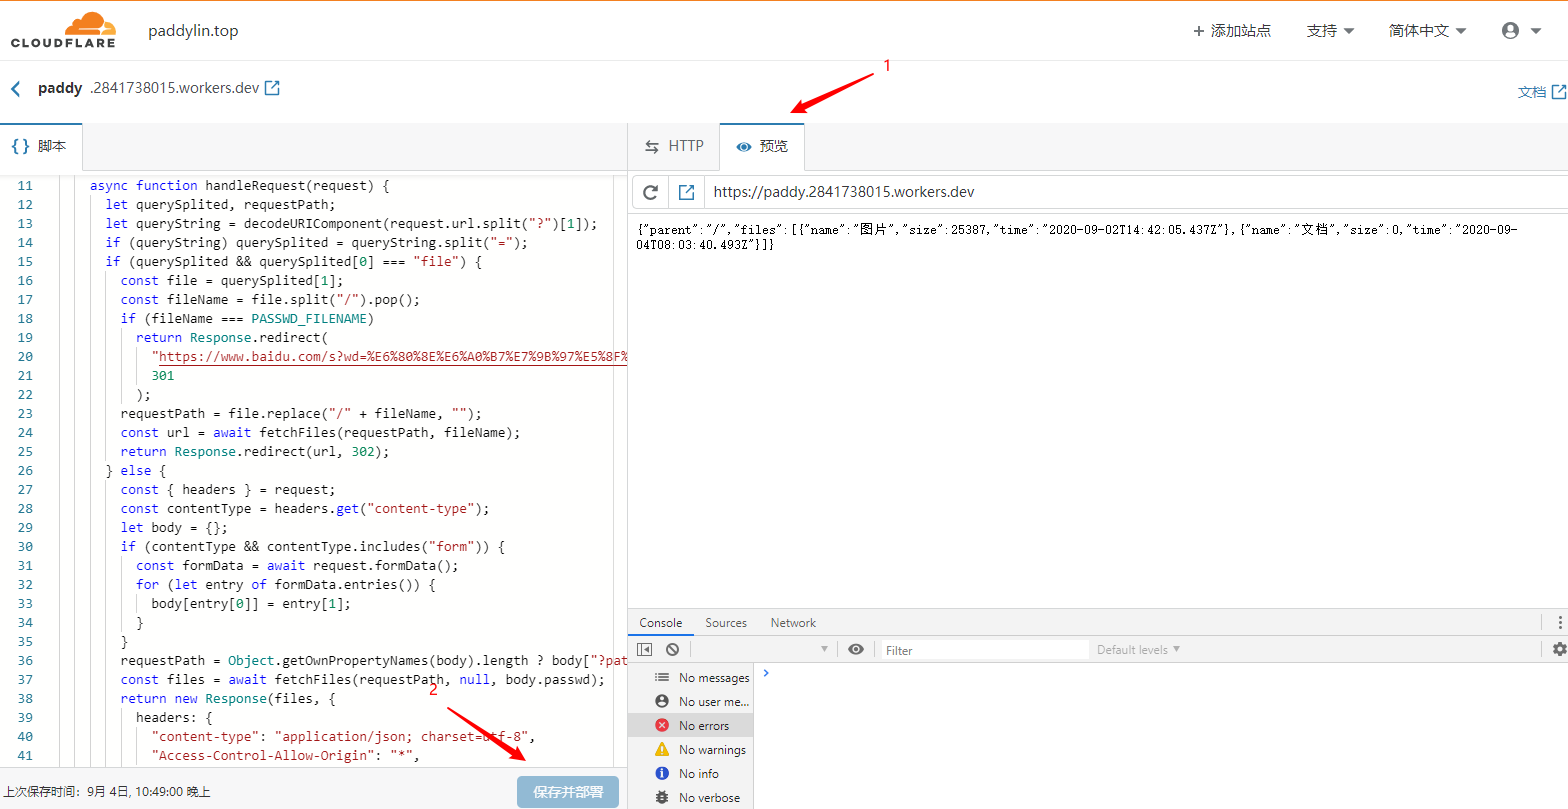 CLOUDFLARE
paddylin.top
+ 添加站点
支持
简体中文
1
paddy .2841738015.workers.dev
文档
{} 脚本
11 async function handleRequest(request) {
12 let querySplited, requestPath;
13 let queryString = decodeURIComponent(request.url.split("?")[1]);
14 if (queryString) querySplited = queryString.split("=");
15 if (querySplited && querySplited[0] === "file") {
16 const file = querySplited[1];
17 const fileName = file.split("/").pop();
18 if (fileName === PASSWD_FILENAME)
19 return Response.redirect(
20 "https://www.baidu.com/s?wd=%E6%80%8E%E6%A0%B7%E7%9B%97%E5%8F%
21 301
22 );
23 requestPath = file.replace("/" + fileName, "");
24 const url = await fetchFiles(requestPath, fileName);
25 return Response.redirect(url, 302);
26 } else {
27 const { headers } = request;
28 const contentType = headers.get("content-type");
29 let body = {};
30 if (contentType && contentType.includes("form")) {
31 const formData = await request.formData();
32 for (let entry of formData.entries()) {
33 body[entry[0]] = entry[1];
34 }
35 }
36 requestPath = Object.getOwnPropertyNames(body).length ? body["?pat
37 const files = await fetchFiles(requestPath, null, body.passwd);
38 return new Response(files, {
39 headers: {
40 "content-type": "application/json; charset=utf-8",
41 "Access-Control-Allow-Origin": "*",
2
上次保存时间：9月 4日, 10:49:00 晚上
保存并部署
HTTP
预览
https://paddy.2841738015.workers.dev
{"parent":"/","files":[{"name":"图片","size":25387,"time":"2020-09-02T14:42:05.437Z"},{"name":"文档","size":0,"time":"2020-09-
04T08:03:40.493Z"}]}
Console Sources Network
Filter
Default levels
No messages
No user me...
No errors
No warnings
No info
No verbose